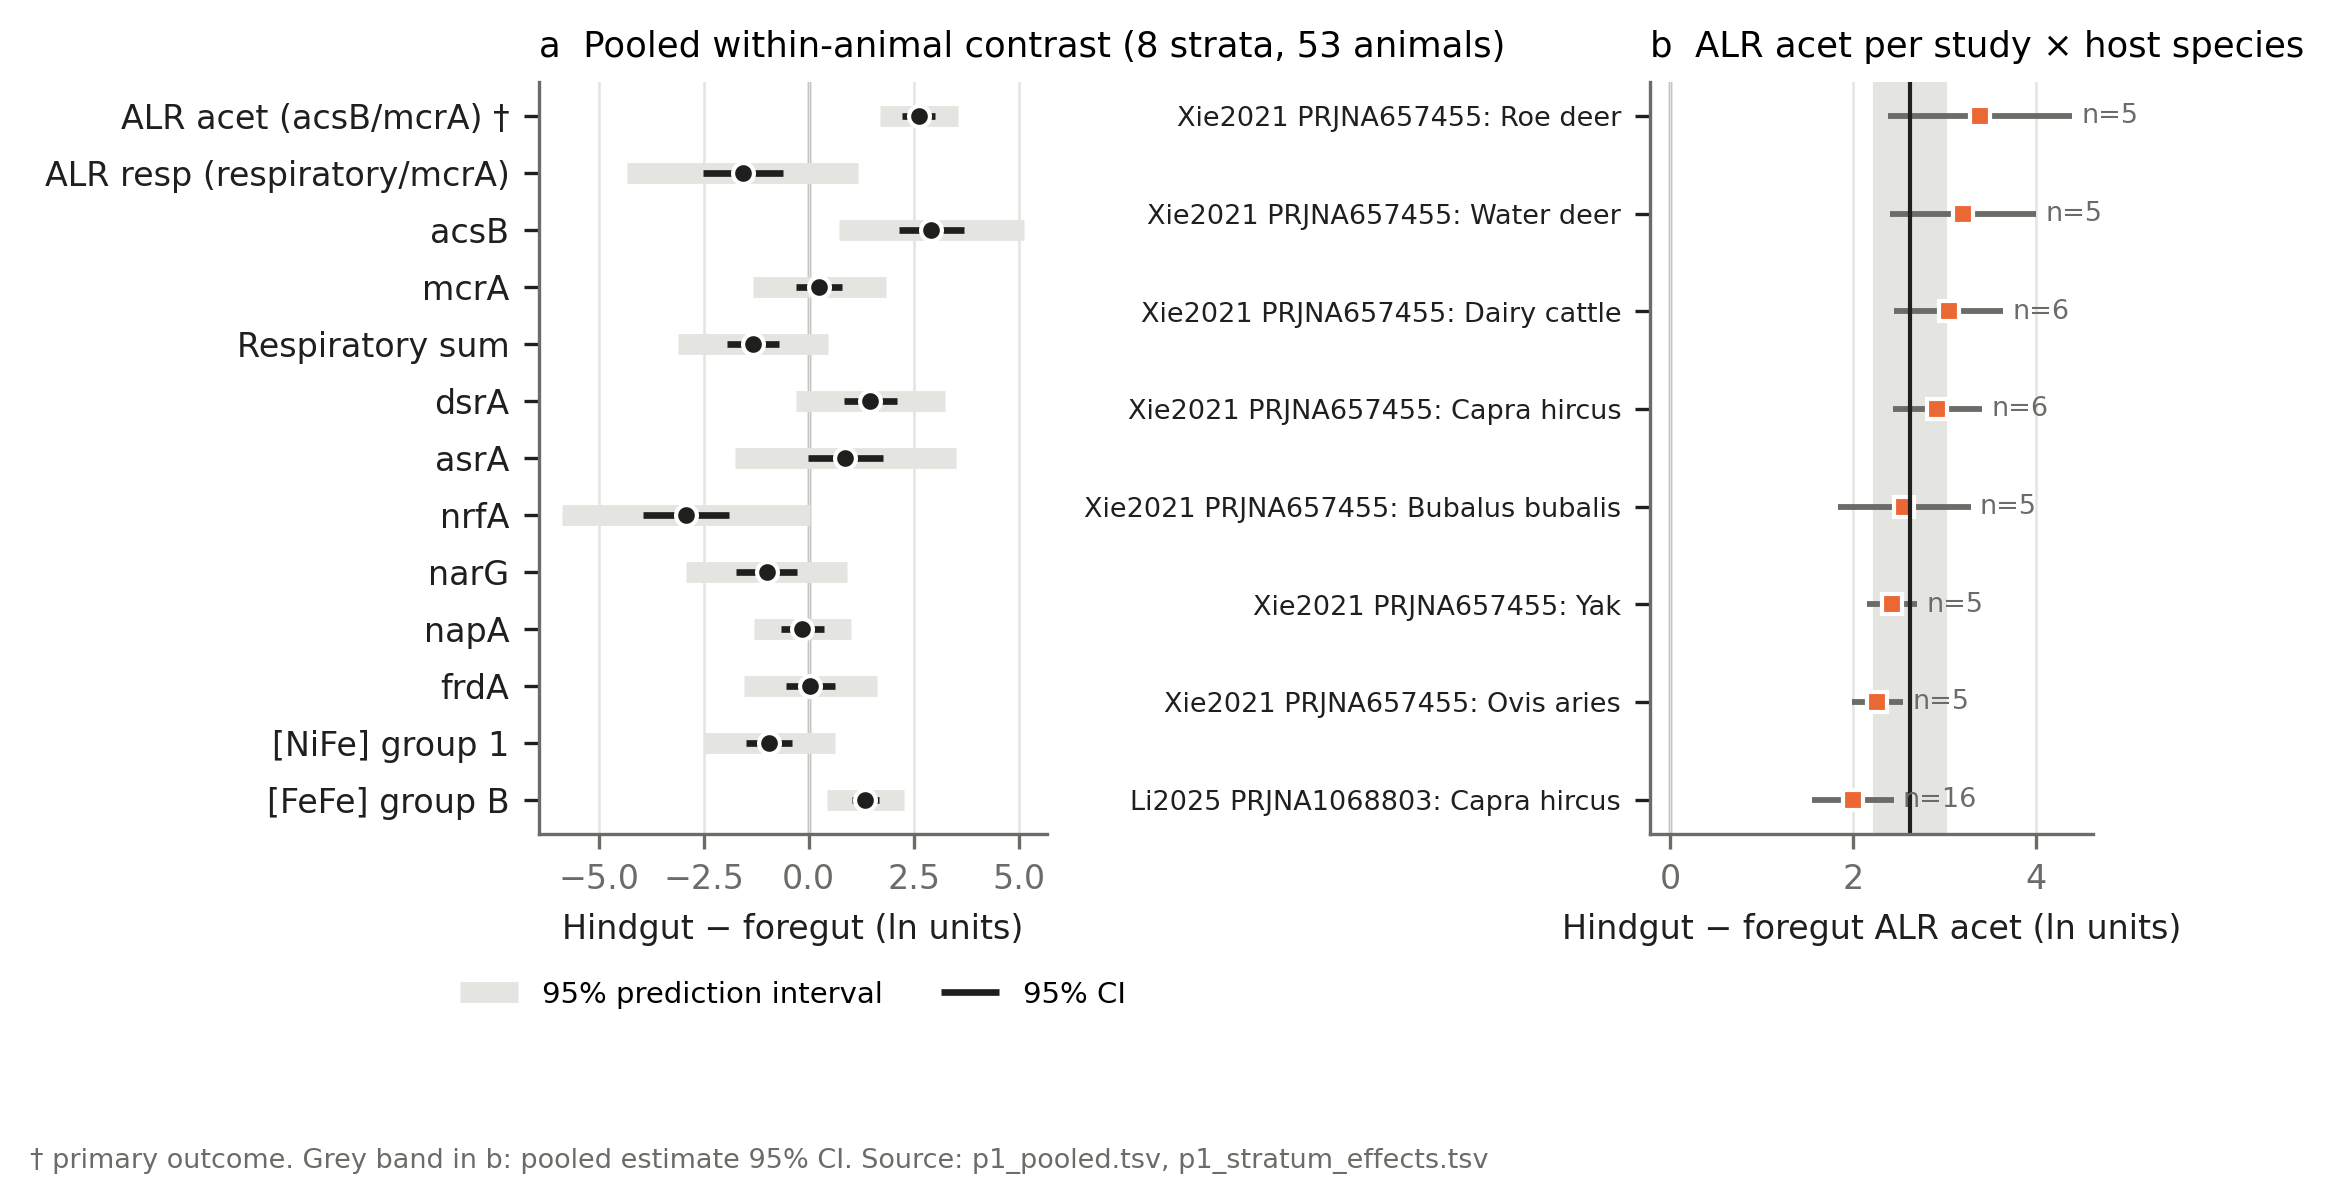 a  Pooled within-animal contrast (8 strata, 53 animals)
ALR acet (acsB/mcrA) †
ALR resp (respiratory/mcrA)
acsB
mcrA
Respiratory sum
dsrA
asrA
nrfA
narG
napA
frdA
[NiFe] group 1
[FeFe] group B
−5.0 −2.5 0.0 2.5 5.0
Hindgut − foregut (ln units)
95% prediction interval
95% CI
b  ALR acet per study × host species
Xie2021 PRJNA657455: Roe deer n=5
Xie2021 PRJNA657455: Water deer n=5
Xie2021 PRJNA657455: Dairy cattle n=6
Xie2021 PRJNA657455: Capra hircus n=6
Xie2021 PRJNA657455: Bubalus bubalis n=5
Xie2021 PRJNA657455: Yak n=5
Xie2021 PRJNA657455: Ovis aries n=5
Li2025 PRJNA1068803: Capra hircus n=16
0 2 4
Hindgut − foregut ALR acet (ln units)
† primary outcome. Grey band in b: pooled estimate 95% CI. Source: p1_pooled.tsv, p1_stratum_effects.tsv